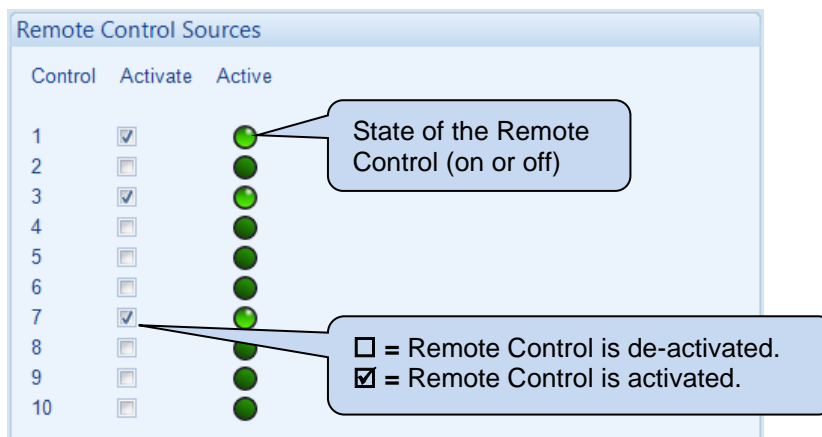 Remote Control Sources
Control Activate Active
1
State of the Remote
Control (on or off)
2
3
4
5
6
7
☐ = Remote Control is de-activated.
☑ = Remote Control is activated.
8
9
10